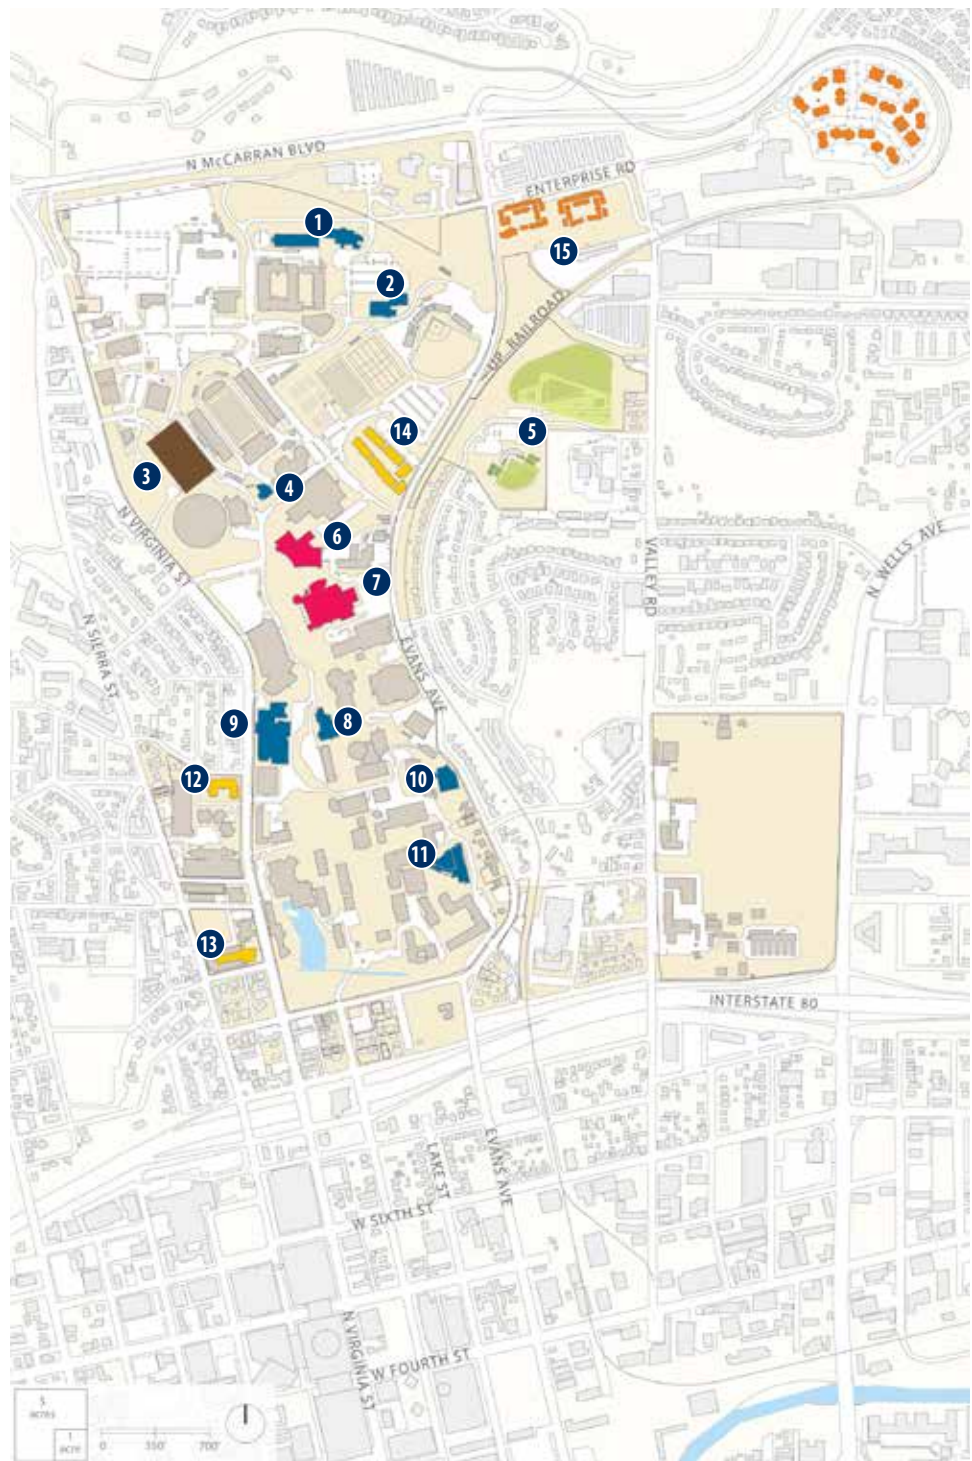 N McCARRAN BLVD
ENTERPRISE RD
1
15
2
UP RAILROAD
14
5
3
4
N VIRGINIA ST
6
7
VALLEY RD
N WELLS AVE
N SIERRA ST
EVANS AVE
9
8
12
10
11
13
INTERSTATE 80
EVANS AVE
LAKE ST
W SIXTH ST
N VIRGINIA ST
W FOURTH ST
5
acres
1
acre
0
350'
700'